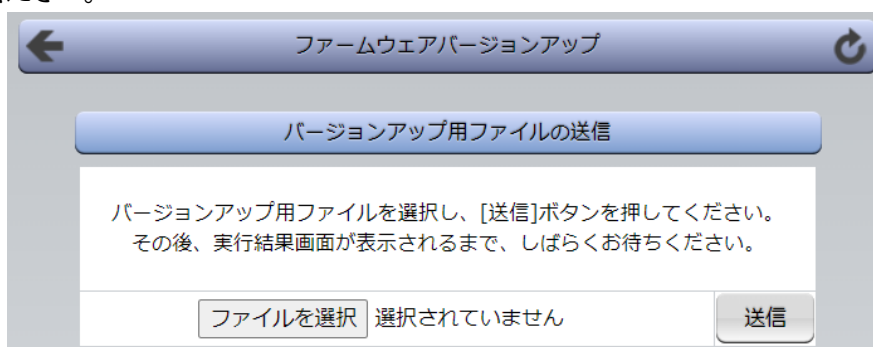 ださい。
ファームウェアバージョンアップ
バージョンアップ用ファイルの送信
バージョンアップ用ファイルを選択し、[送信]ボタンを押してください。
その後、実行結果画面が表示されるまで、しばらくお待ちください。
ファイルを選択 選択されていません 送信